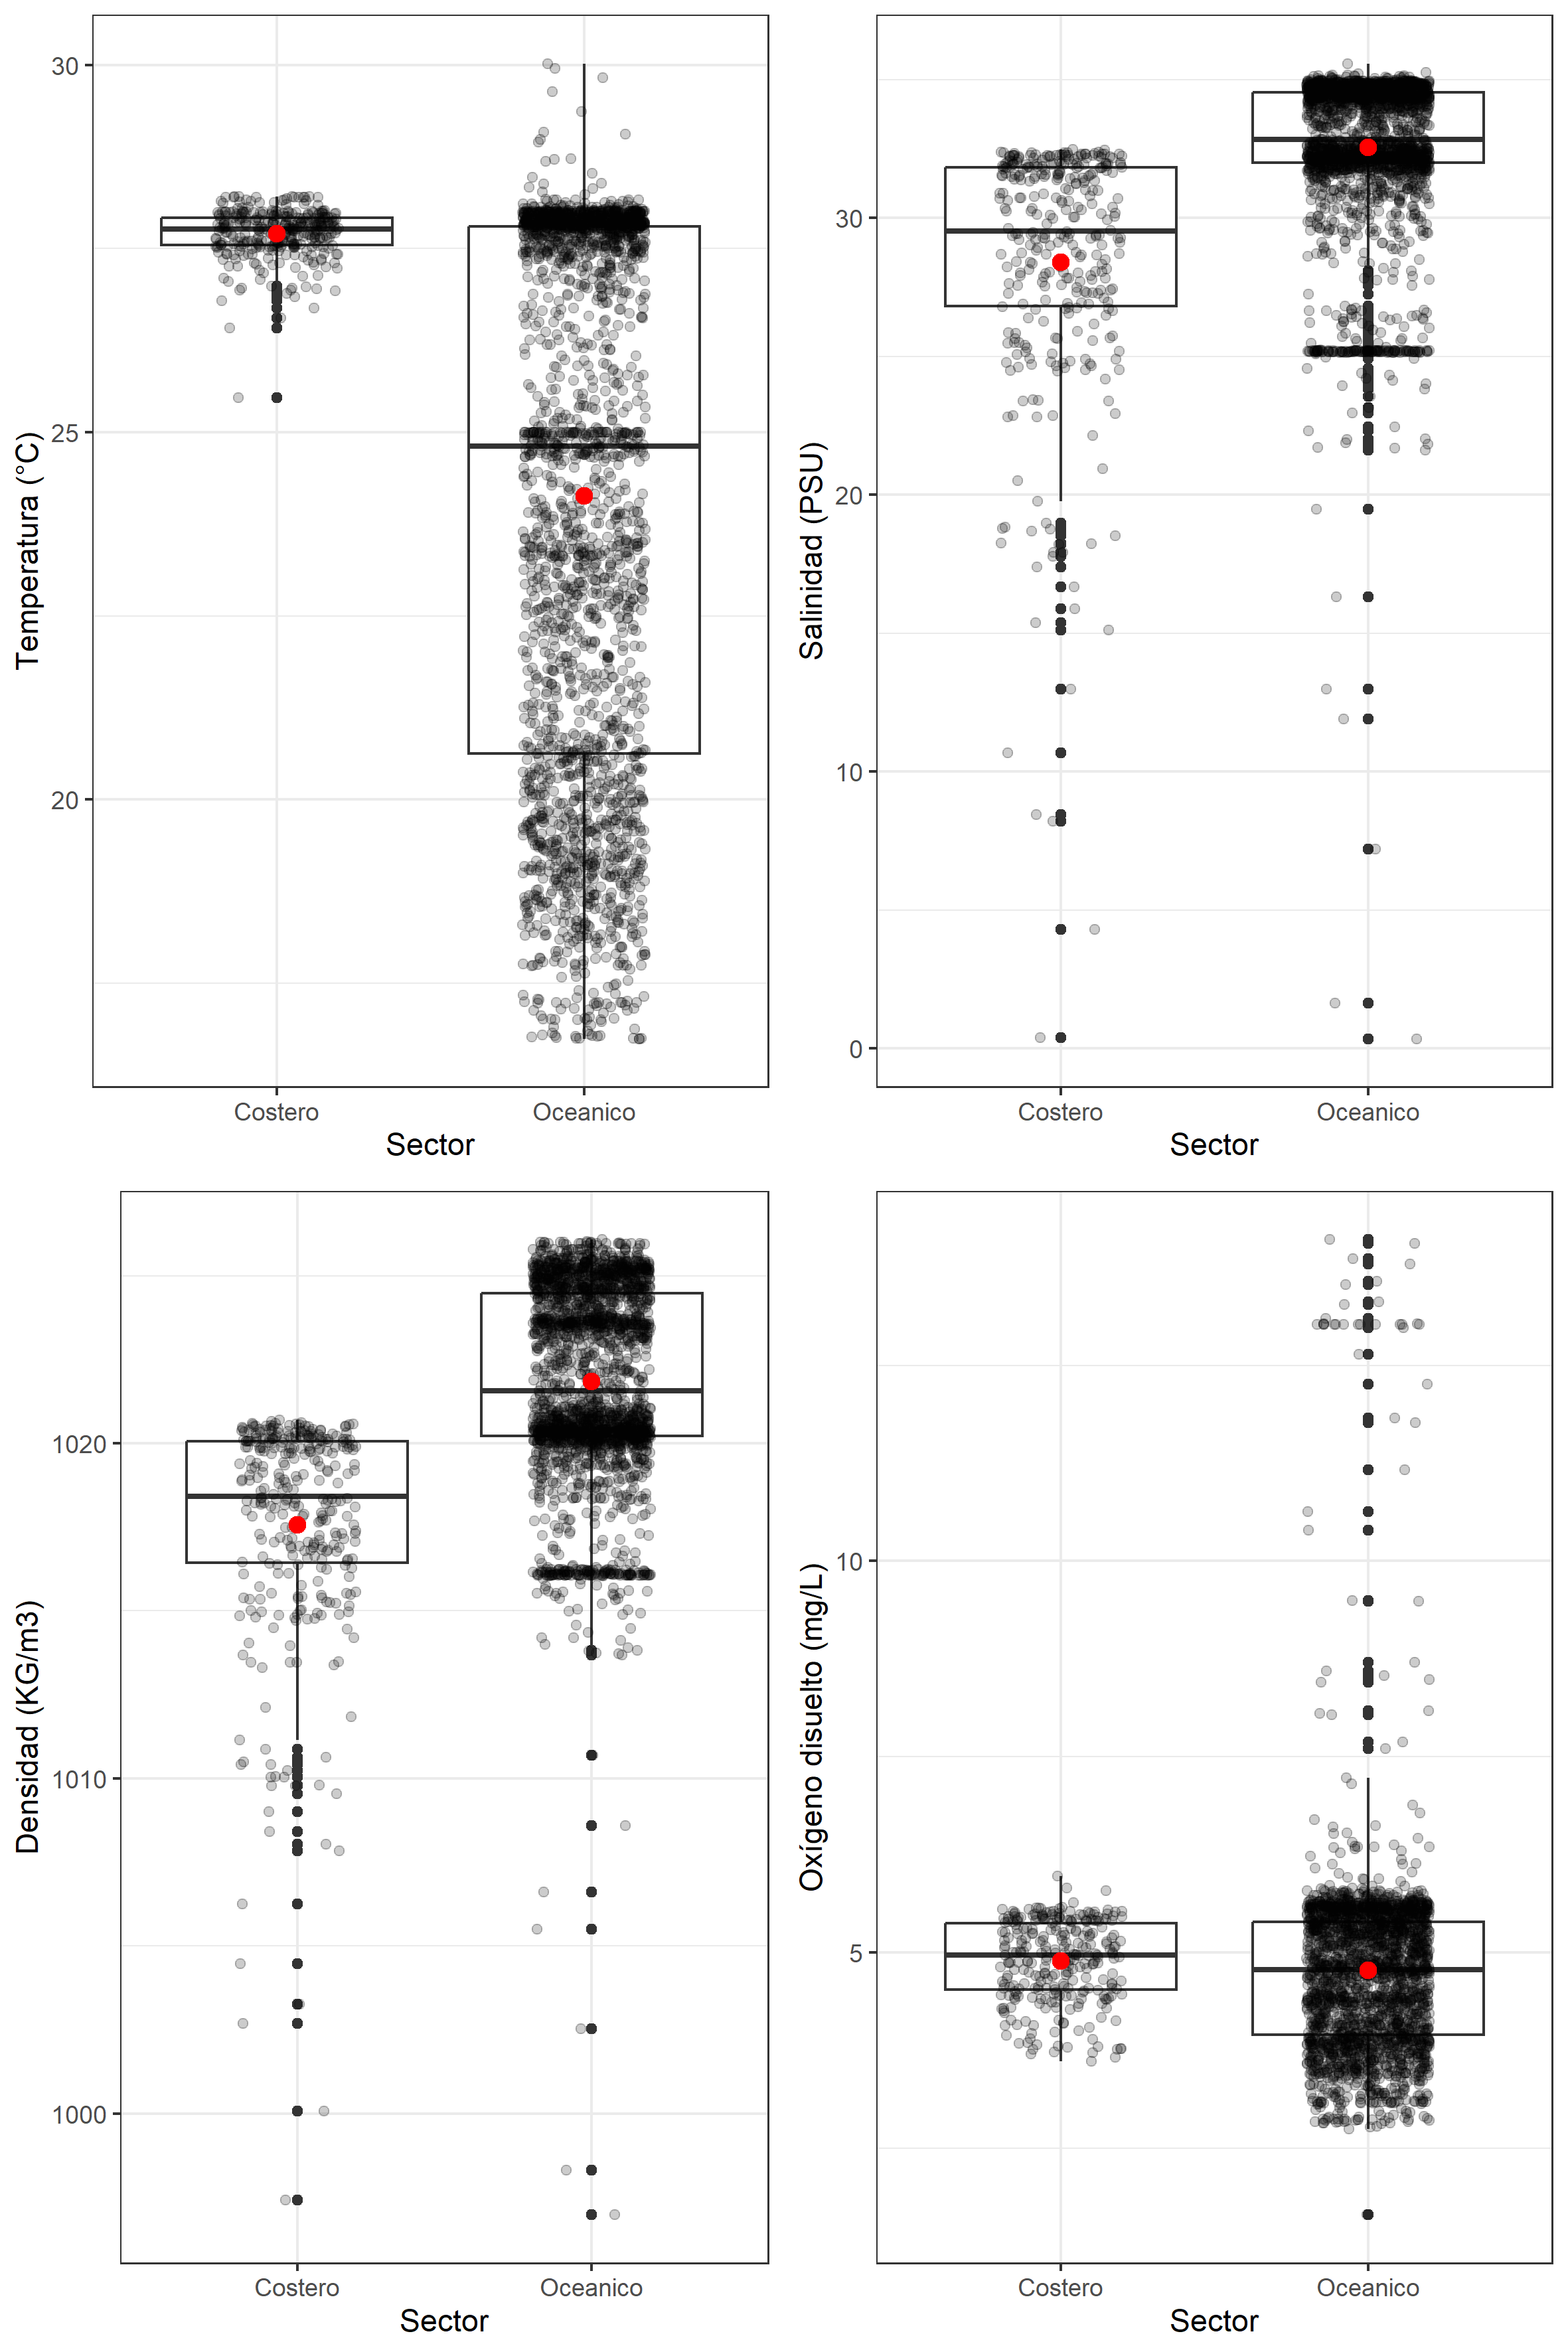 Temperatura (°C)
30
25
20
Costero Oceanico
Sector
Salinidad (PSU)
30
20
10
0
Costero Oceanico
Sector
Densidad (KG/m3)
1020
1010
1000
Costero Oceanico
Sector
Oxígeno disuelto (mg/L)
10
5
Costero Oceanico
Sector